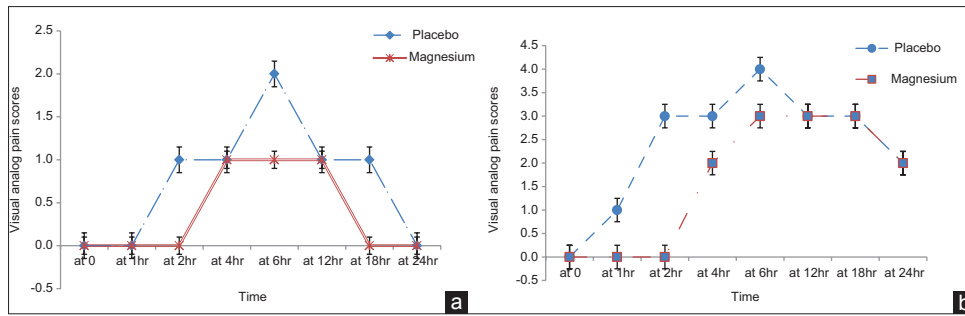 2.5
2.0
1.5
1.0
0.5
0.0
-0.5
Visual analog pain scores
Placebo
Magnesium
at 0 at 1hr at 2hr at 4hr at 6hr at 12hr at 18hr at 24hr
Time
a
4.5
4.0
3.5
3.0
2.5
2.0
1.5
1.0
0.5
0.0
-0.5
Visual analog pain scores
Placebo
Magnesium
at 0 at 1hr at 2hr at 4hr at 6hr at 12hr at 18hr at 24hr
Time
b